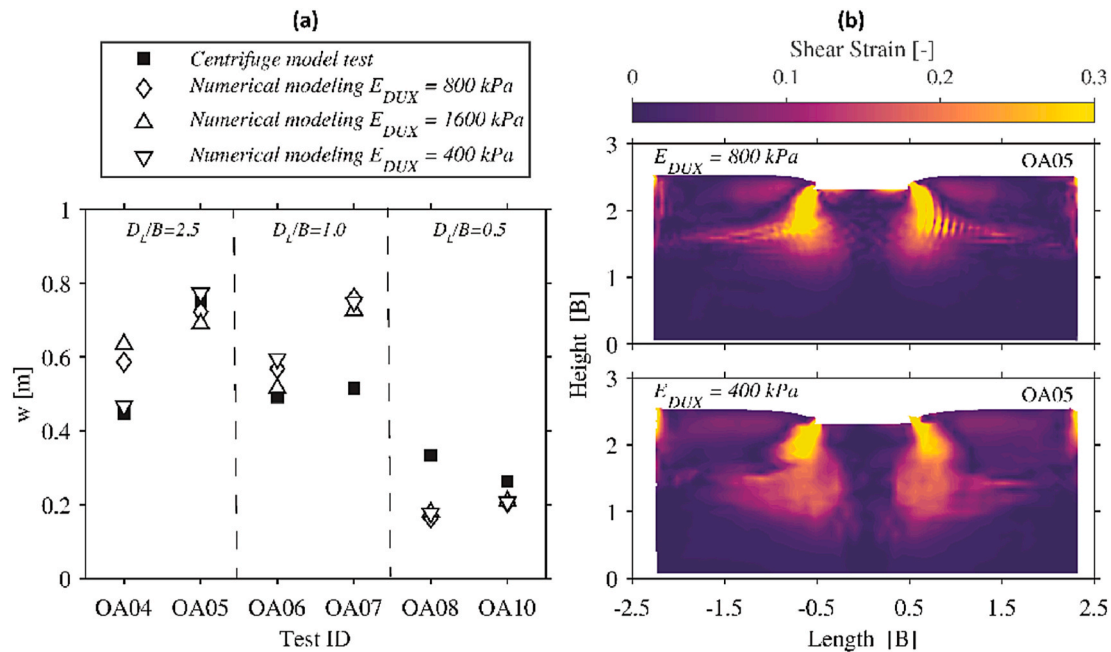 (a)
Centrifuge model test
Numerical modeling E_DUX = 800 kPa
Numerical modeling E_DUX = 1600 kPa
Numerical modeling E_DUX = 400 kPa
D_L/B=2.5
D_L/B=1.0
D_L/B=0.5
1
0.8
0.6
0.4
0.2
0
w [m]
OA04 OA05 OA06 OA07 OA08 OA10
Test ID
(b)
Shear Strain [-]
0 0.1 0.2 0.3
E_DUX = 800 kPa OA05
3
2
1
0
Height [B]
E_DUX = 400 kPa OA05
3
2
1
0
-2.5 -1.5 -0.5 0.5 1.5 2.5
Length [B]